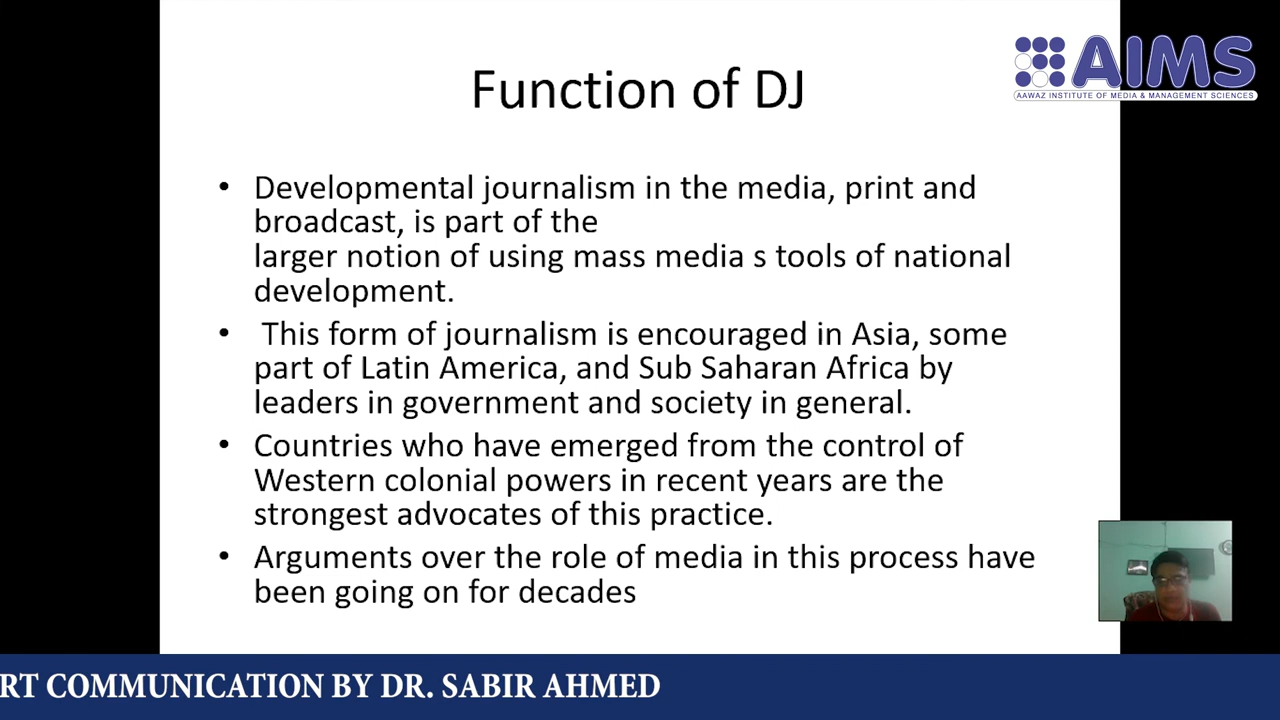 AIMS
AAWAZ INSTITUTE OF MEDIA & MANAGEMENT SCIENCES
Function of DJ
• Developmental journalism in the media, print and
broadcast, is part of the
larger notion of using mass media s tools of national
development.
• This form of journalism is encouraged in Asia, some
part of Latin America, and Sub Saharan Africa by
leaders in government and society in general.
• Countries who have emerged from the control of
Western colonial powers in recent years are the
strongest advocates of this practice.
• Arguments over the role of media in this process have
been going on for decades
RT COMMUNICATION BY DR. SABIR AHMED